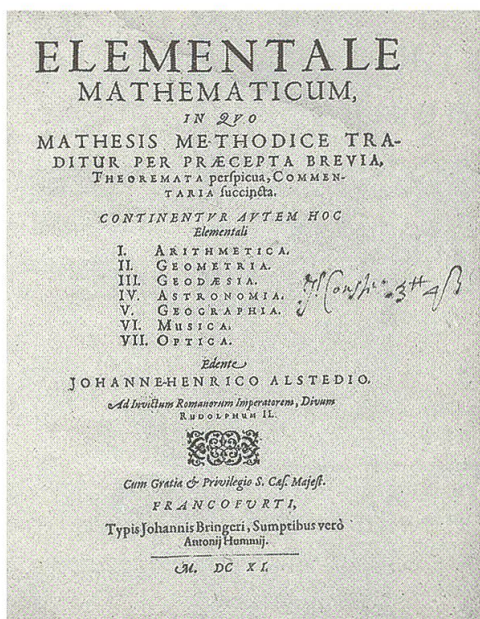 ELEMENTALE
MATHEMATICUM,
IN QVO
MATHESIS METHODICE TRA-
DITUR PER PRÆCEPTA BREVIA,
THEOREMATA perſpicua, COMMEN-
TARIA ſuccincta.
CONTINENTVR AVTEM HOC
Elementali
I. ARITHMETICA.
II. GEOMETRIA.
III. GEODÆSIA.
IV. ASTRONOMIA.
V. GEOGRAPHIA.
VI. MUSICA.
VII. OPTICA.
Edente
JOHANNE-HENRICO ALSTEDIO.
Ad Invictum Romanorum Imperatorem, Divum
RUDOLPHUM II.
Cum Gratia & Privilegio S. Cæſ. Majeſt.
FRANCOFURTI,
Typis Johannis Bringeri, Sumptibus verò
Antonij Hummij.
M. DC XI.